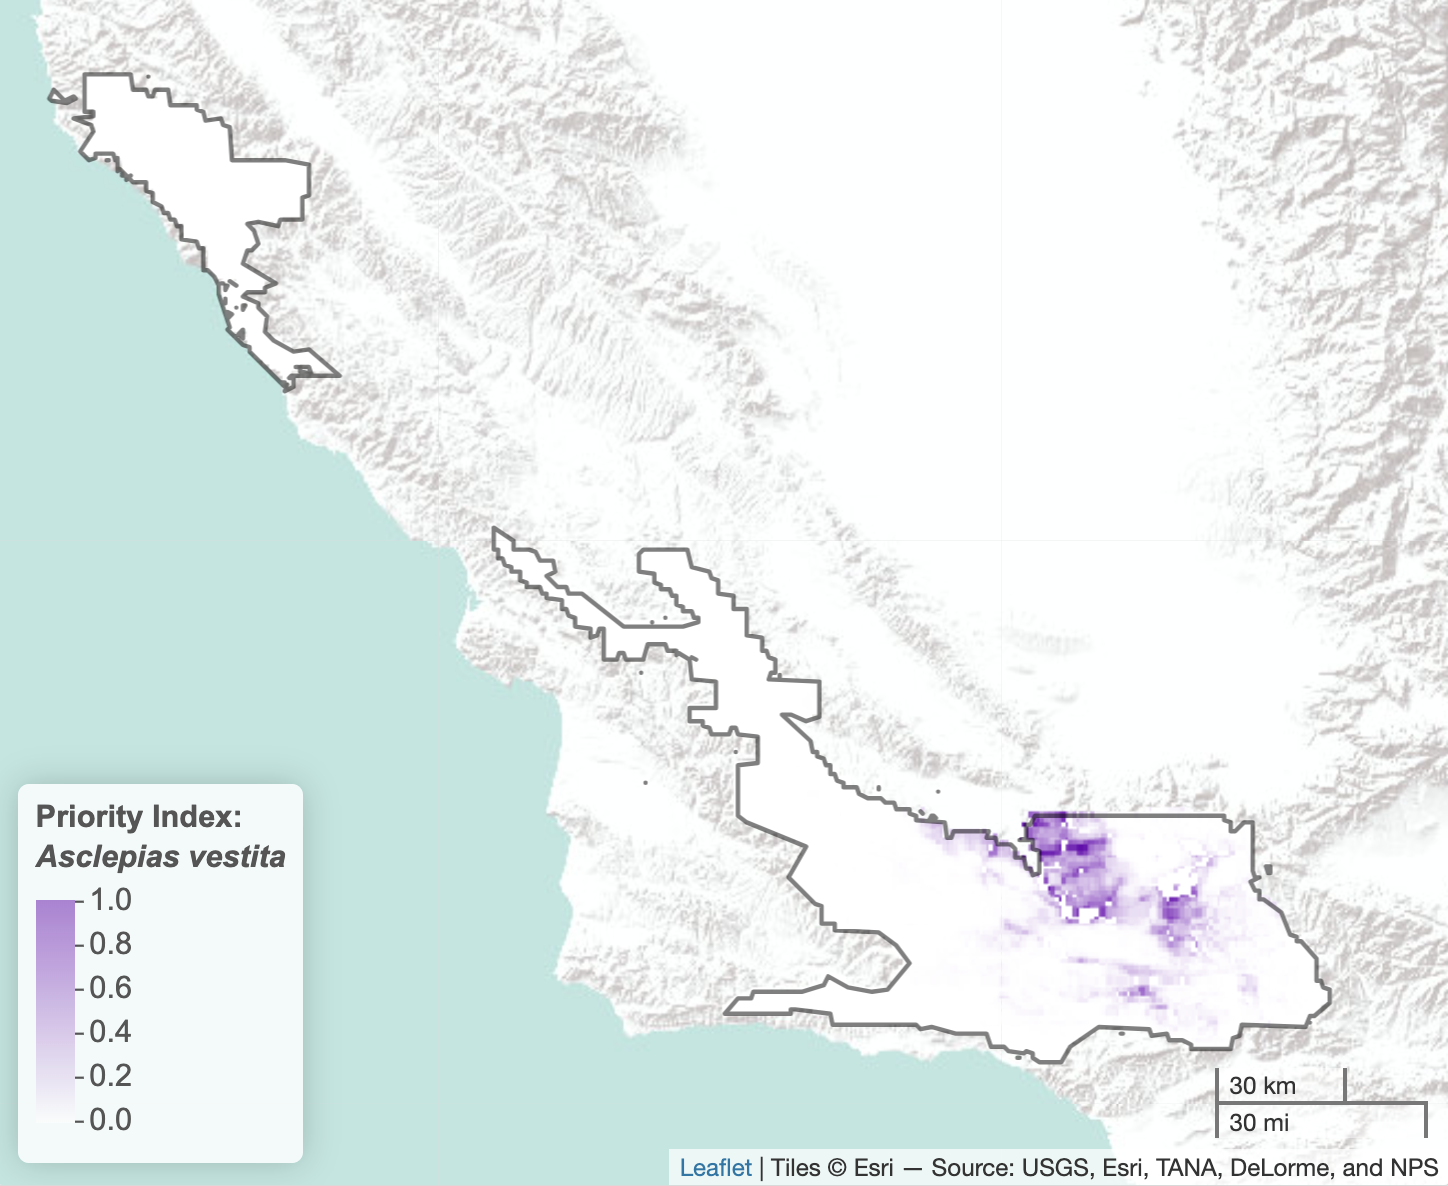 Priority Index:
Asclepias vestita
1.0
0.8
0.6
0.4
0.2
0.0
30 km
30 mi
Leaflet | Tiles © Esri — Source: USGS, Esri, TANA, DeLorme, and NPS